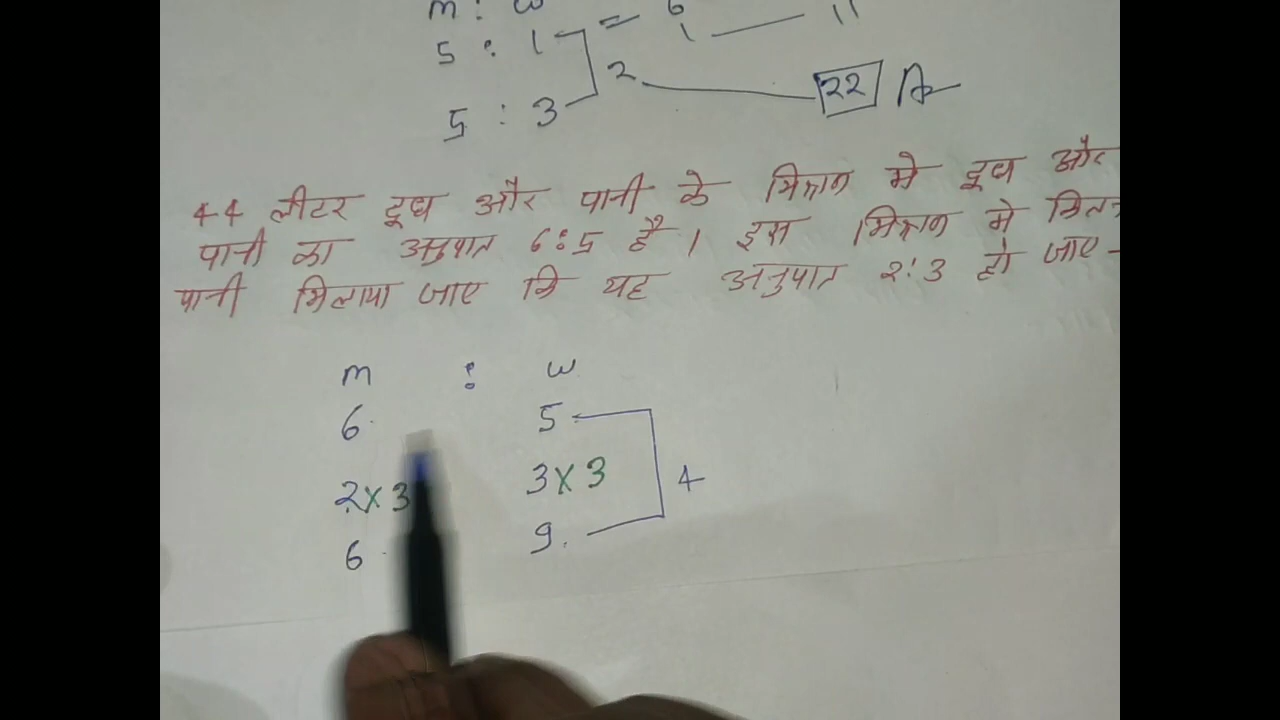 m : w = 6
5 : 1 1 11
2 22 A
5 : 3
44 लीटर दूध और पानी के मिश्रण मे दूध और
पानी का अनुपात 6:5 है । इस मिश्रण मे
पानी मिलाया जाए कि यह अनुपात 2:3 हो जाए -
m : w
6 5
2x3 3x3 4
6 9